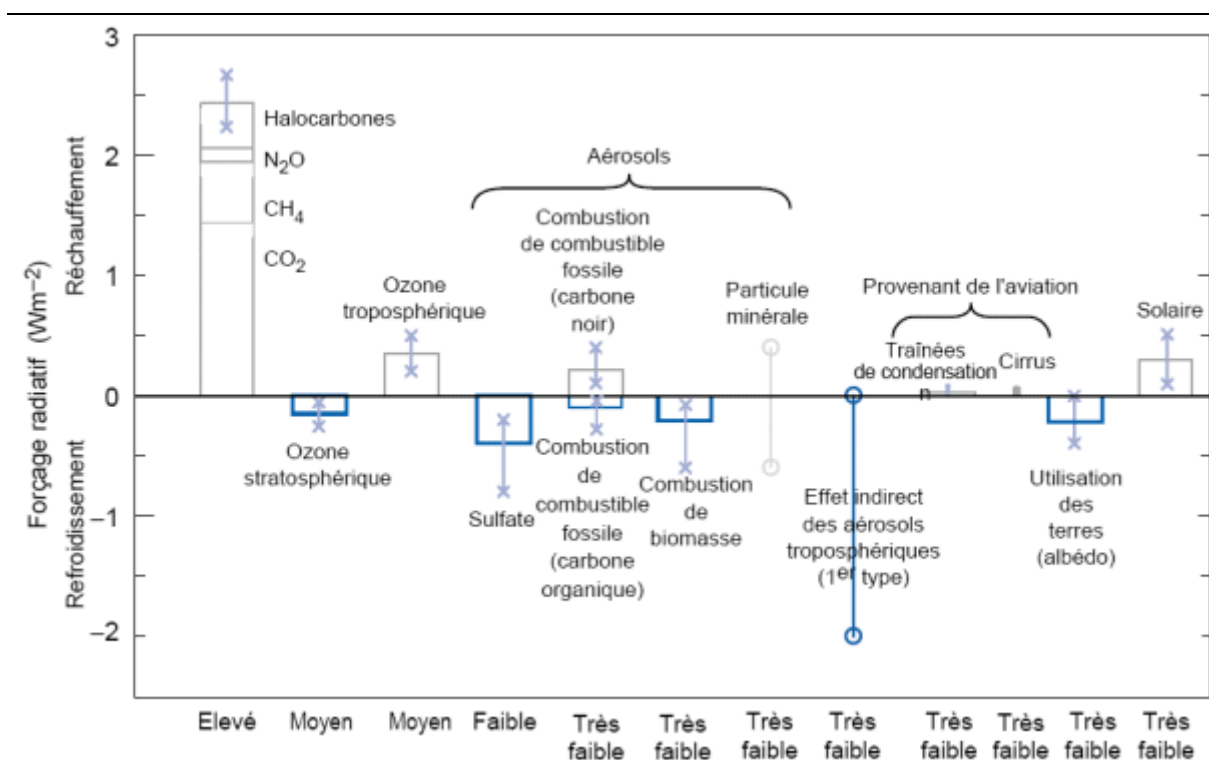 3
2
1
0
–1
–2
Forçage radiatif (Wm–2)
Réchauffement
Refroidissement
Halocarbones
N2O
CH4
CO2
Ozone
stratosphérique
Ozone
troposphérique
Aérosols
Sulfate
Combustion
de combustible
fossile
(carbone
noir)
Combustion
de
combustible
fossile
(carbone
organique)
Combustion
de
biomasse
Particule
minérale
Effet indirect
des aérosols
troposphériques
(1er type)
Provenant de l'aviation
Traînées
de condensation
n
Cirrus
Utilisation
des
terres
(albédo)
Solaire
Elevé
Moyen
Moyen
Faible
Très
faible
Très
faible
Très
faible
Très
faible
Très
faible
Très
faible
Très
faible
Très
faible